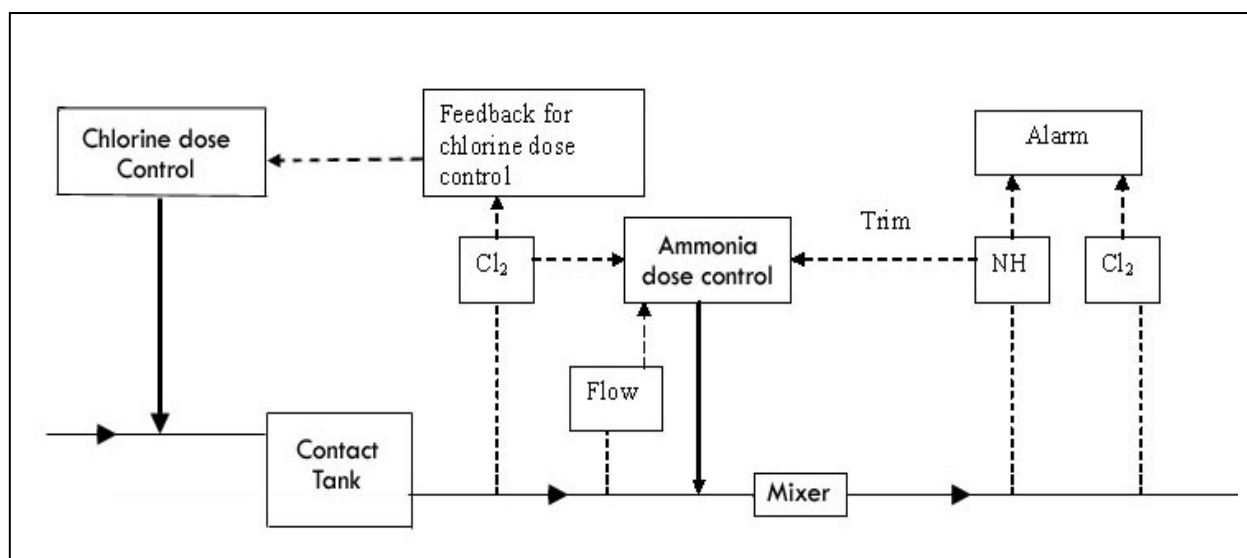 Chlorine dose
Control
Feedback for
chlorine dose
control
Alarm
Cl₂
Ammonia
dose control
Trim
NH
Cl₂
Flow
Contact
Tank
Mixer